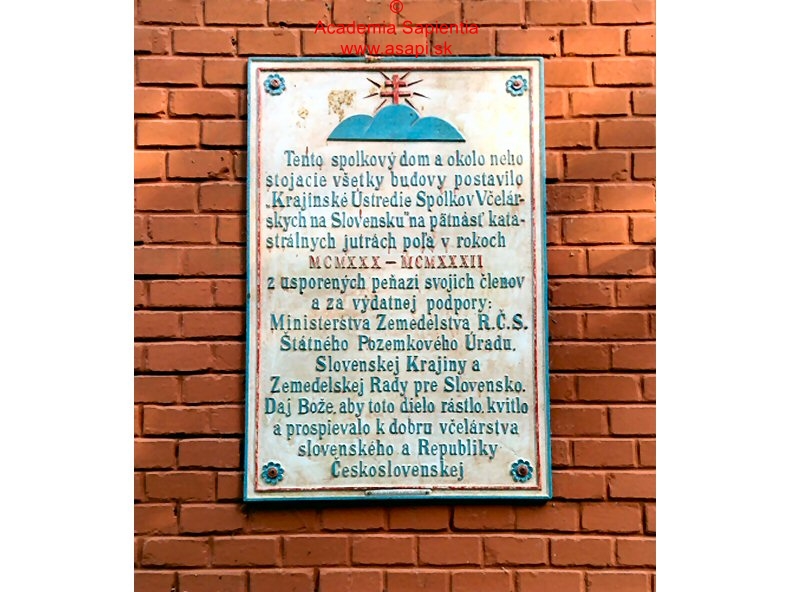 ©
Academia Sapientia
www.asapi.sk
Tento spolkový dom a okolo neho
stojacie všetky budovy postavilo
„Krajinské Ústredie Spolkov Včelár-
skych na Slovensku" na pätnásť kata-
strálnych jutrách poľa v rokoch
MCMXXX – MCMXXXII
z usporených peňazí svojich členov
a za výdatnej podpory:
Ministerstva Zemedelstva R.Č.S.
Štátneho Pozemkového Úradu,
Slovenskej Krajiny a
Zemedelskej Rady pre Slovensko.
Daj Bože, aby toto dielo rástlo, kvitlo
a prospievalo k dobru včelárstva
slovenského a Republiky
Československej